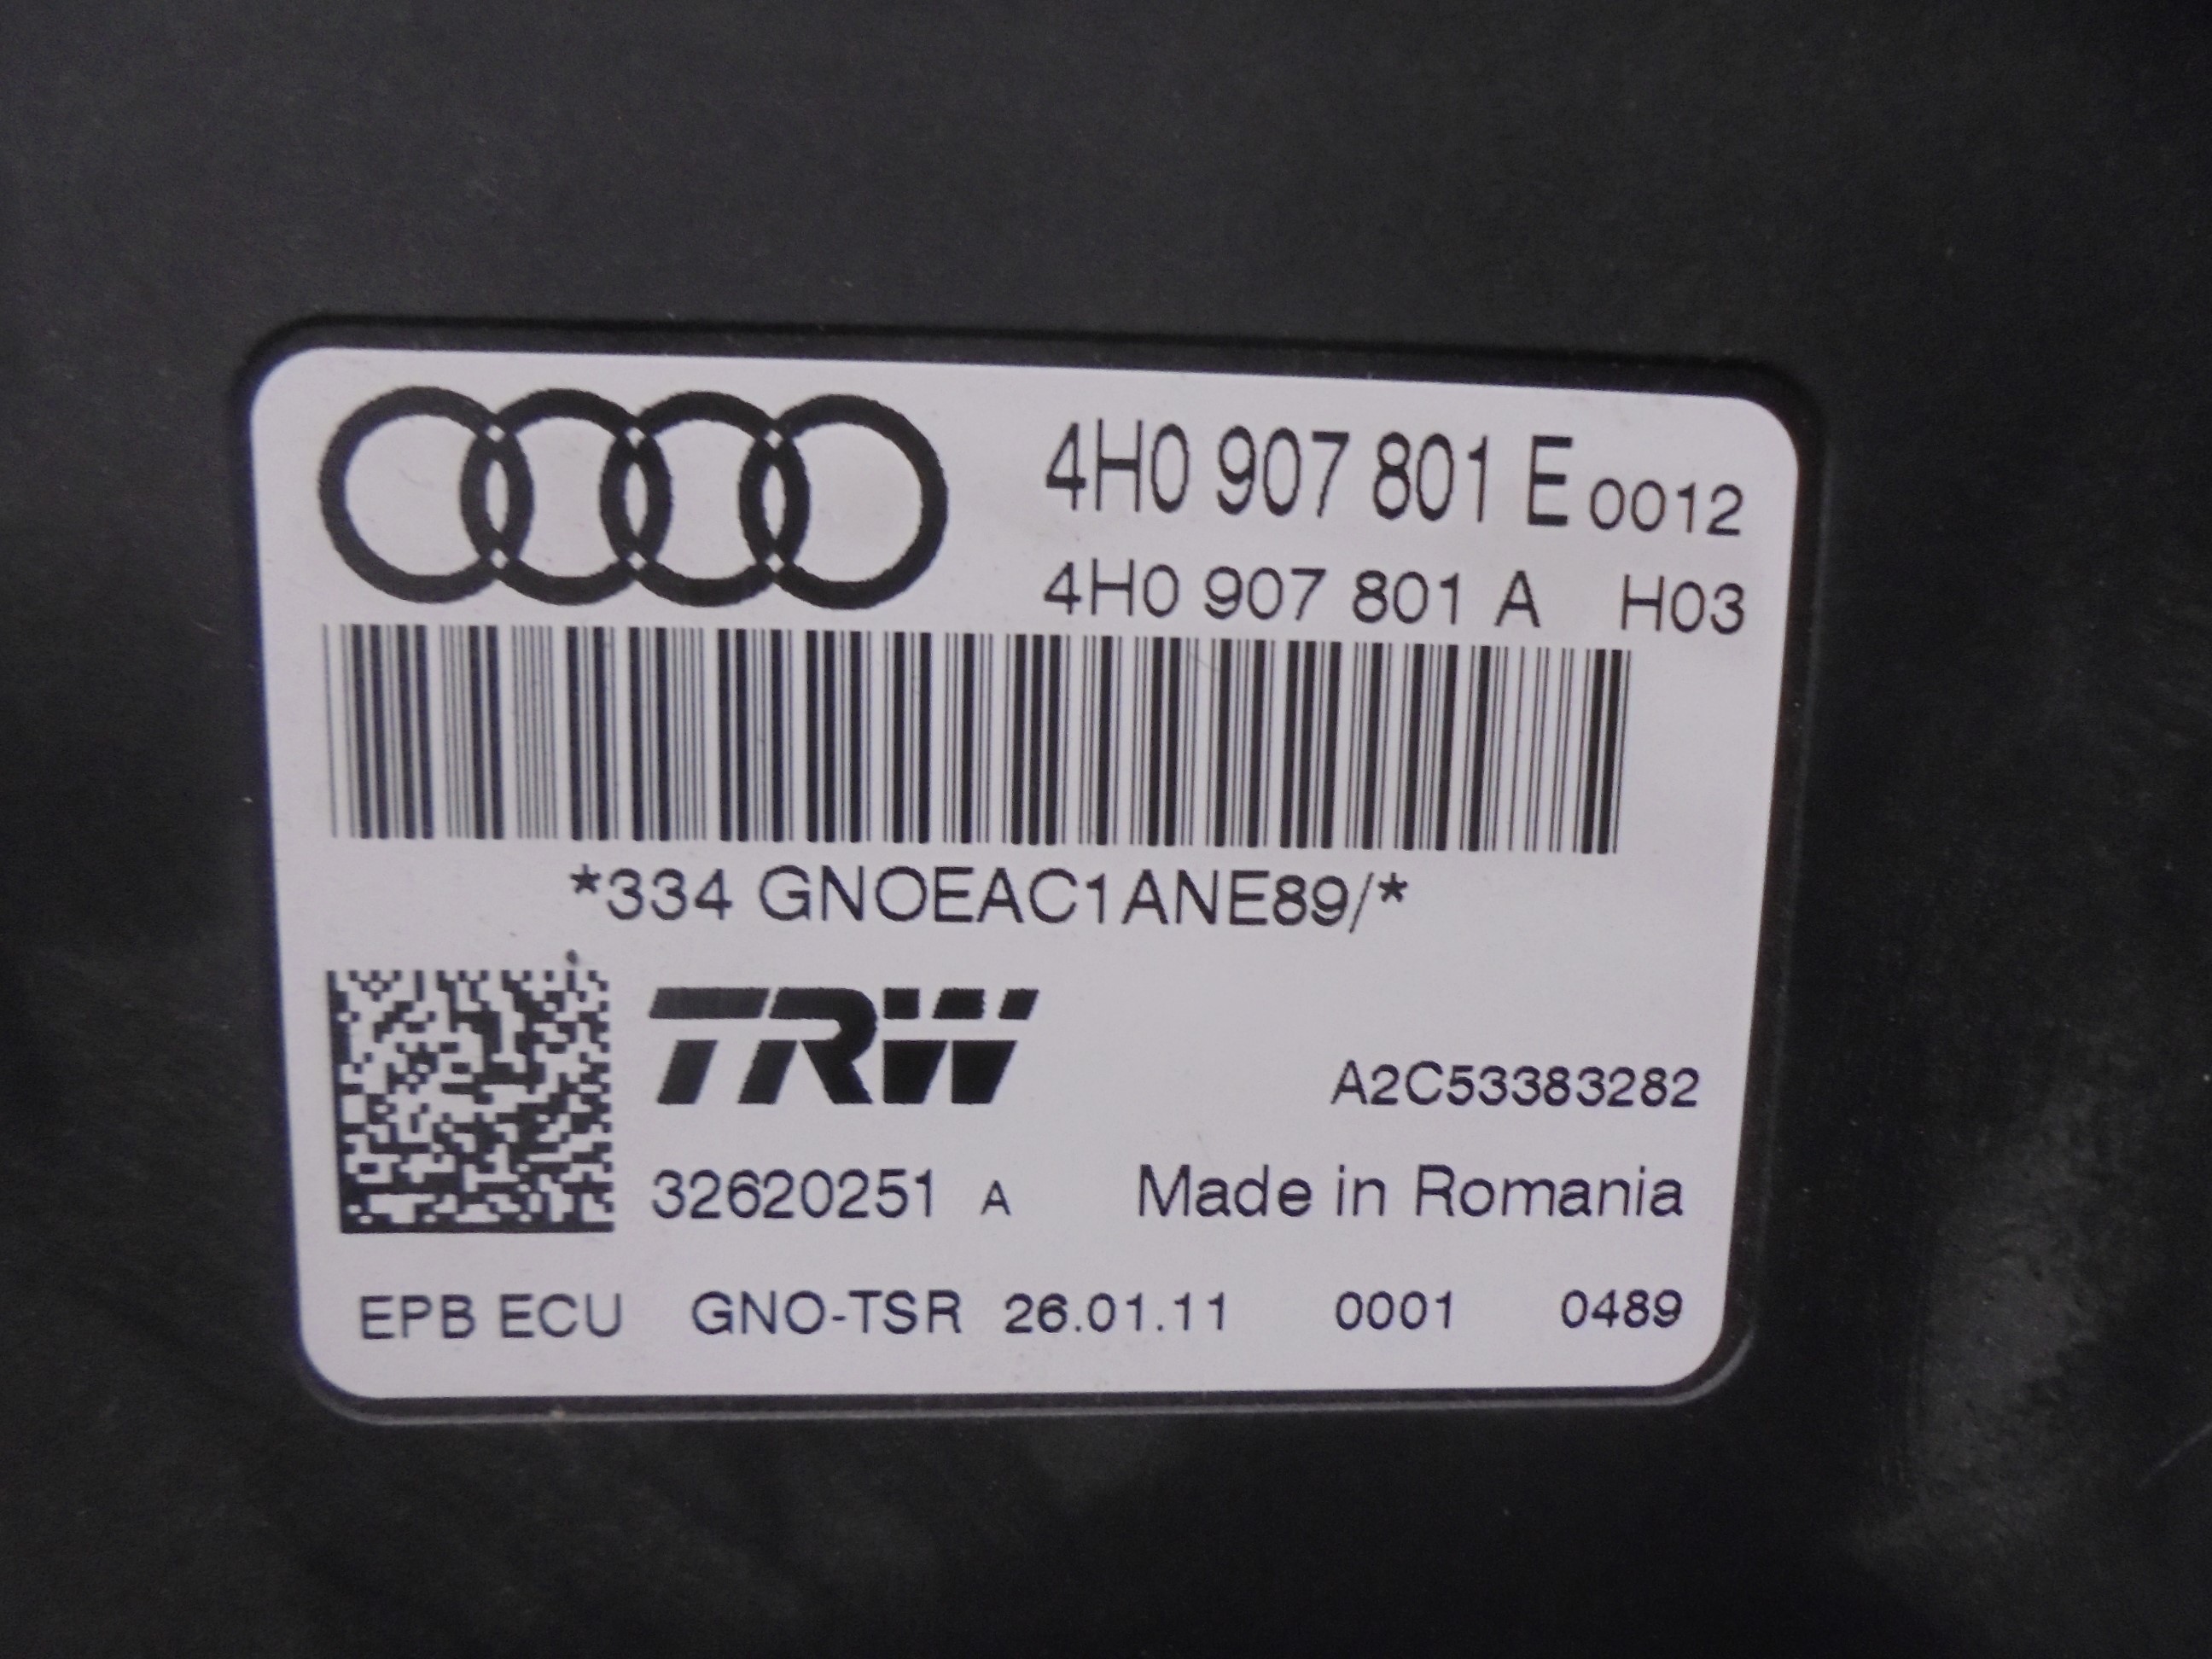 4H0 907 801 E 0012
4H0 907 801 A H03
*334 GNOEAC1ANE89/*
TRW
A2C53383282
32620251 A Made in Romania
EPB ECU GNO-TSR 26.01.11 0001 0489